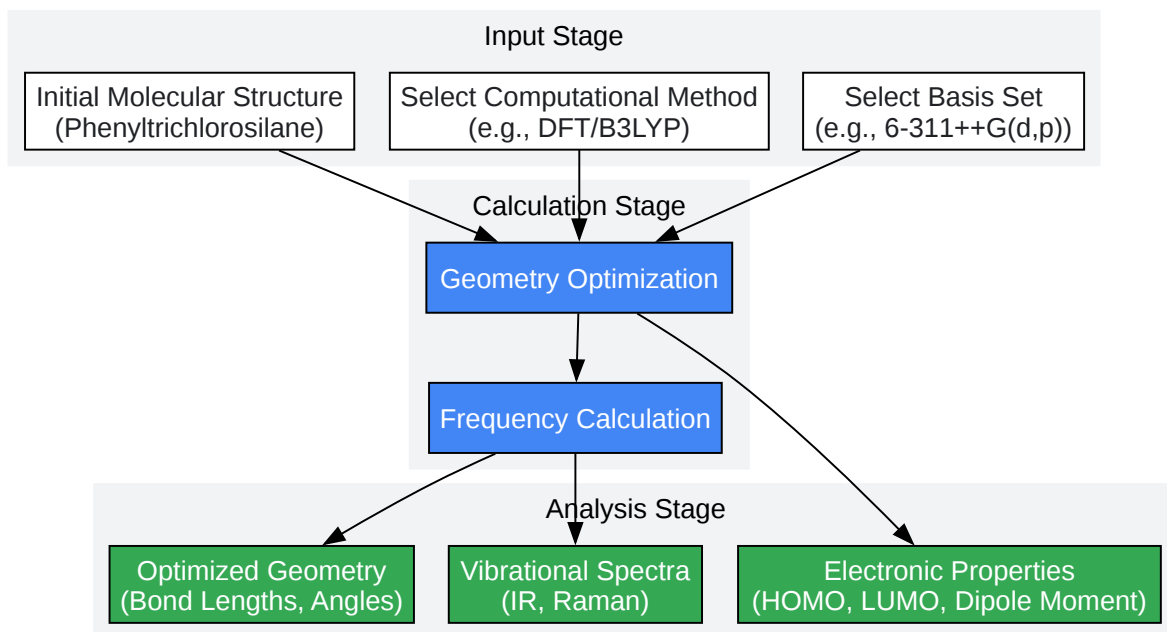 Input Stage
Initial Molecular Structure
(Phenyltrichlorosilane)
Select Computational Method
(e.g., DFT/B3LYP)
Select Basis Set
(e.g., 6-311++G(d,p))
Calculation Stage
Geometry Optimization
Frequency Calculation
Analysis Stage
Optimized Geometry
(Bond Lengths, Angles)
Vibrational Spectra
(IR, Raman)
Electronic Properties
(HOMO, LUMO, Dipole Moment)